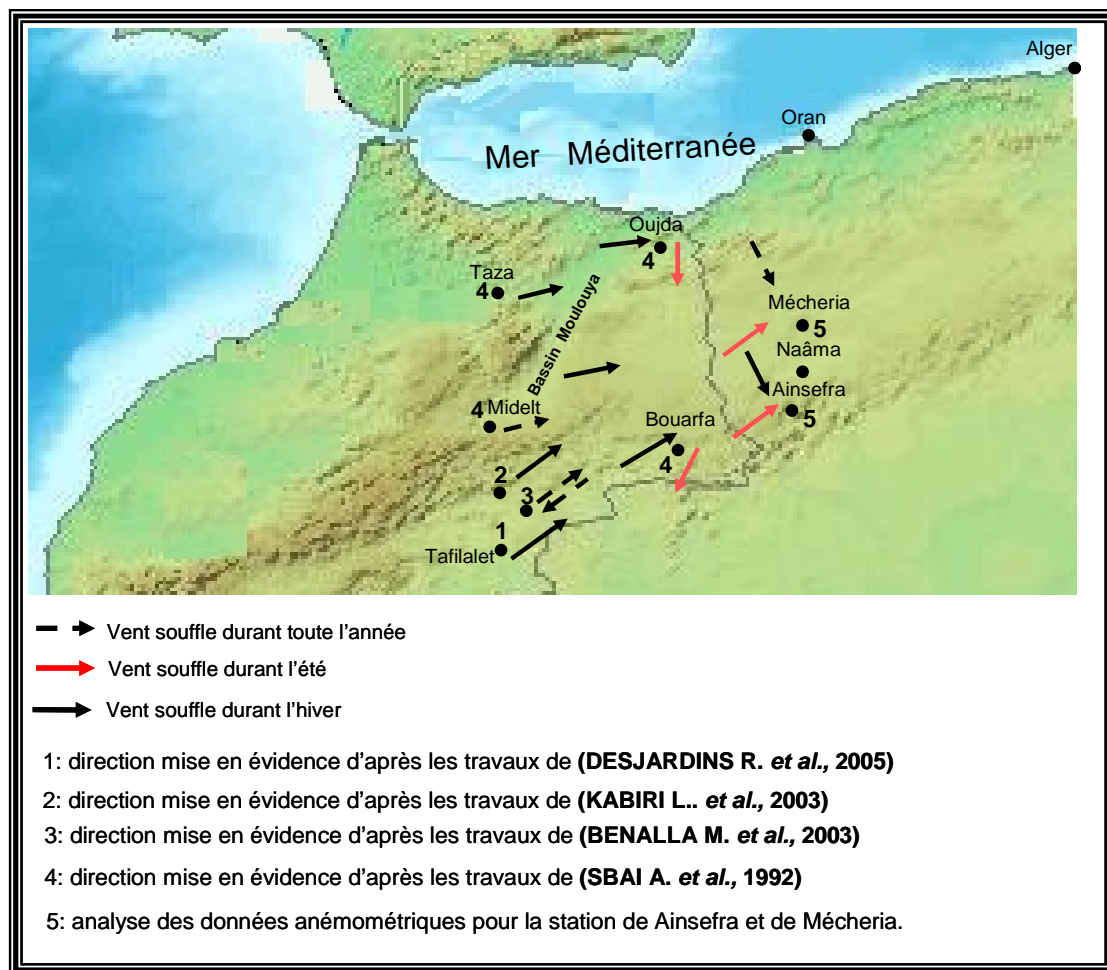 Alger
Oran
Mer Méditerranée
Oujda
4
Taza
4
Bassin Moulouya
Mécheria
5
Naâma
Ainsefra
5
4 Midelt
Bouarfa
4
2
3
1
Tafilalet
Vent souffle durant toute l'année
Vent souffle durant l'été
Vent souffle durant l'hiver
1: direction mise en évidence d'après les travaux de (DESJARDINS R. et al., 2005)
2: direction mise en évidence d'après les travaux de (KABIRI L.. et al., 2003)
3: direction mise en évidence d'après les travaux de (BENALLA M. et al., 2003)
4: direction mise en évidence d'après les travaux de (SBAI A. et al., 1992)
5: analyse des données anémométriques pour la station de Ainsefra et de Mécheria.